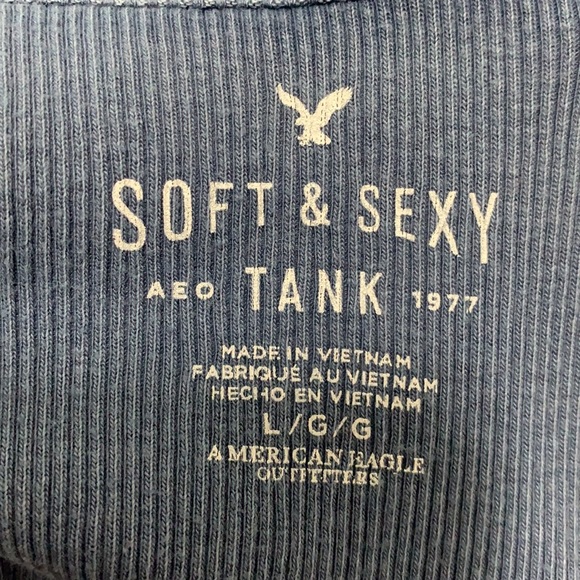 SOFT & SEXY
AEO TANK 1977
MADE IN VIETNAM
FABRIQUÉ AU VIETNAM
HECHO EN VIETNAM
L/G/G
AMERICAN EAGLE
OUTFITTERS